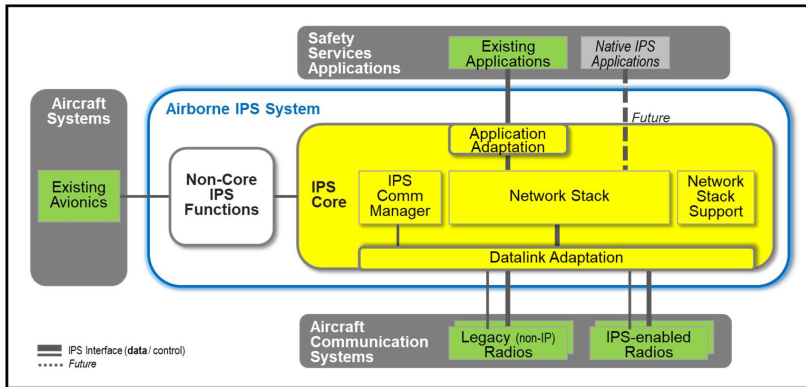 Safety
Services
Applications
Existing
Applications
Native IPS
Applications
Aircraft
Systems
Airborne IPS System
Future
Application
Adaptation
Existing
Avionics
Non-Core
IPS
Functions
IPS
Core
IPS
Comm
Manager
Network Stack
Network
Stack
Support
Datalink Adaptation
Aircraft
Communication
Systems
Legacy (non-IP)
Radios
IPS-enabled
Radios
IPS Interface (data / control)
Future